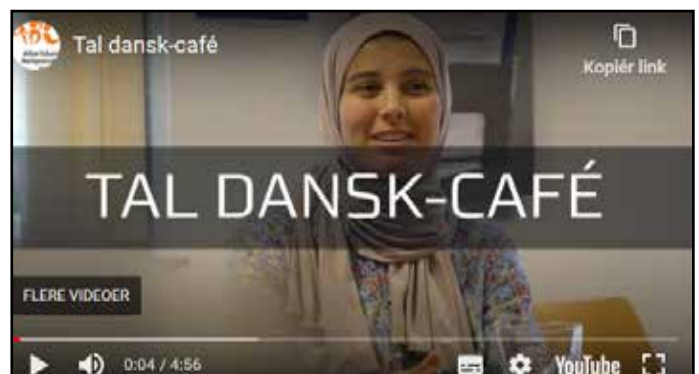 Tal dansk-café
Kopiér link
TAL DANSK-CAFÉ
FLERE VIDEOER
0:04 / 4:56
YouTube